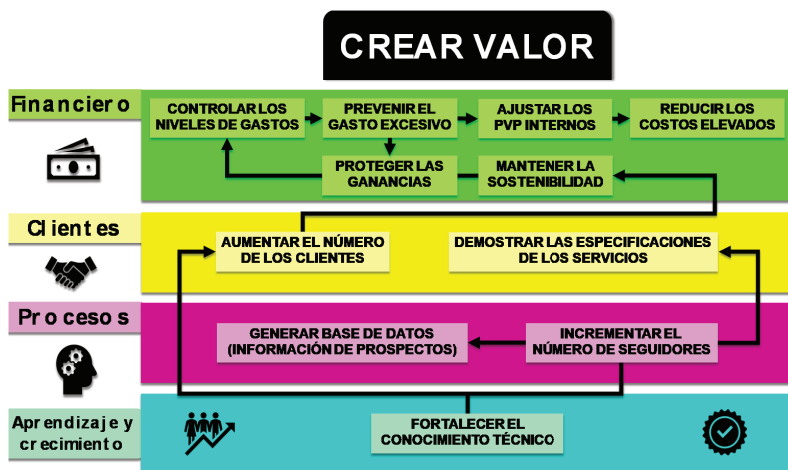 CREAR VALOR
Financiero
CONTROLAR LOS
NIVELES DE GASTOS
PREVENIR EL
GASTO EXCESIVO
AJUSTAR LOS
PVP INTERNOS
REDUCIR LOS
COSTOS ELEVADOS
PROTEGER LAS
GANANCIAS
MANTENER LA
SOSTENIBILIDAD
Clientes
AUMENTAR EL NÚMERO
DE LOS CLIENTES
DEMOSTRAR LAS ESPECIFICACIONES
DE LOS SERVICIOS
Procesos
GENERAR BASE DE DATOS
(INFORMACIÓN DE PROSPECTOS)
INCREMENTAR EL
NÚMERO DE SEGUIDORES
Aprendizaje y
crecimiento
FORTALECER EL
CONOCIMIENTO TÉCNICO